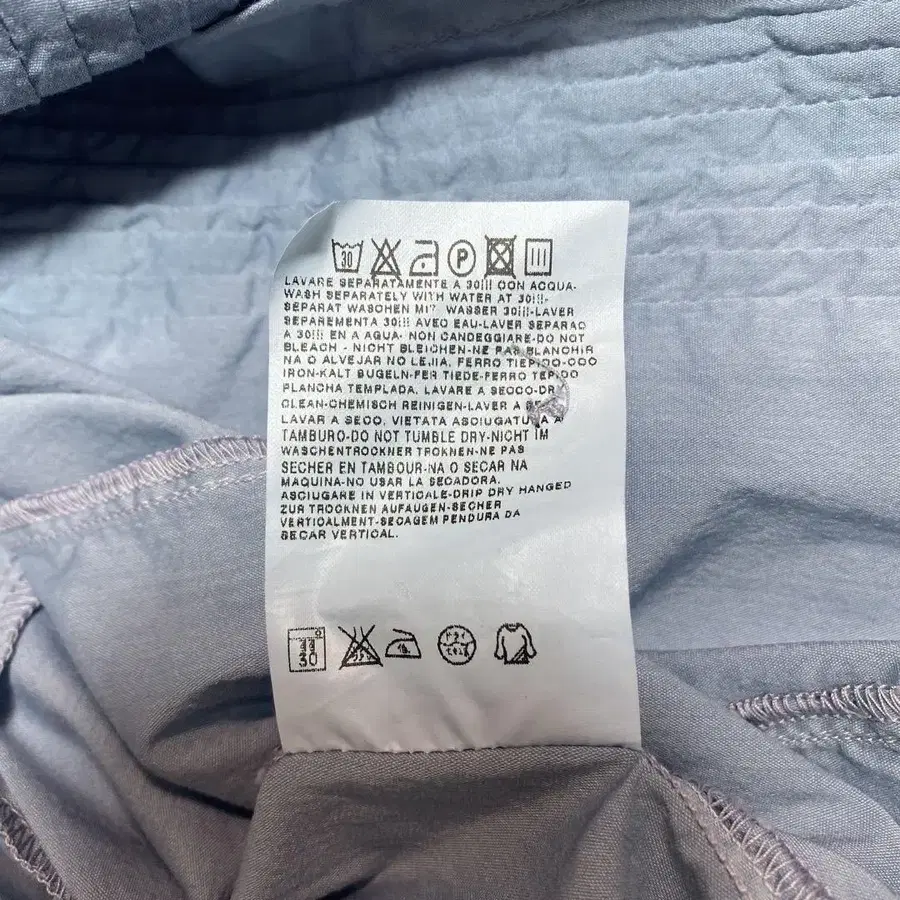 30 P
LAVARE SEPARATAMENTE A 30!!! CON ACQUA-
WASH SEPARATELY WITH WATER AT 30!!!-
SEPARAT WASCHEN MIT WASSER 30!!!-LAVER
SEPAREMENTA 30!!! AVEC EAU-LAVER SEPARAO
A 30!!! EN A AGUA- NON CANDEGGIARE-DO NOT
BLEACH - NICHT BLEICHEN-NE PAS BLANCHIR
NA O ALVEJAR NO LEJIA, FERRO TIEPIDO-COO
IRON-KALT BUGELN-FER TIEDE-FERRO TEPIDO
PLANCHA TEMPLADA. LAVARE A SECCO-DR
CLEAN-CHEMISCH REINIGEN-LAVER A
LAVAR A SECO. VIETATA ASCIUGATURA A
TAMBURO-DO NOT TUMBLE DRY-NICHT IM
WASCHENTROCKNER TROKNEN-NE PAS
SECHER EN TAMBOUR-NA O SECAR NA
MAQUINA-NO USAR LA SECADORA.
ASCIUGARE IN VERTICALE-DRIP DRY HANGED
ZUR TROCKNEN AUFAUGEN-SECHER
VERTICALMENT-SECAGEM PENDURA DA
SECAR VERTICAL.
30